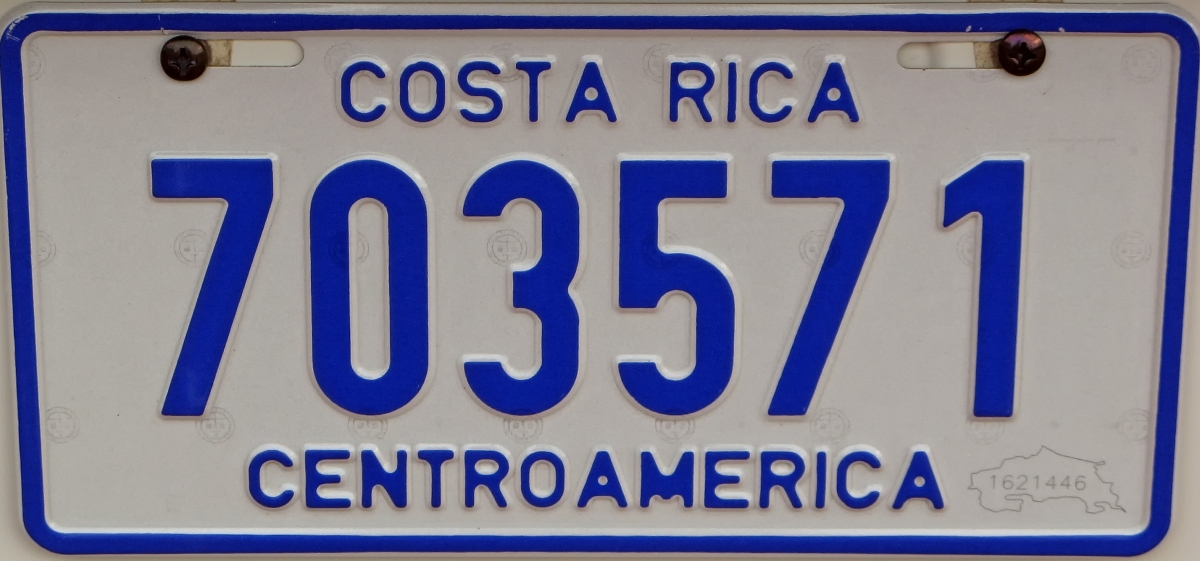 COSTA RICA
703571
CENTROAMERICA
1621446